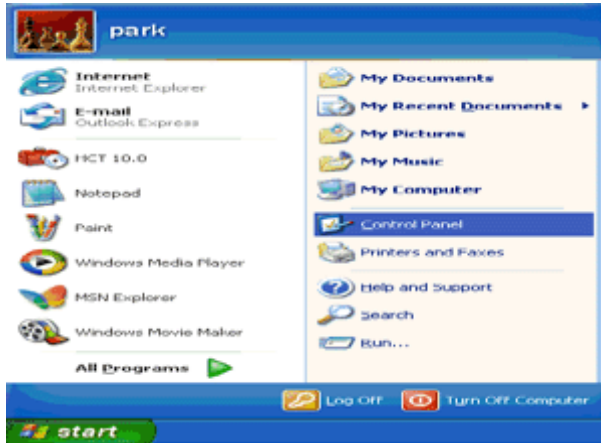 park
Internet
Internet Explorer
E-mail
Outlook Express
HCT 10.0
Notepad
Paint
Windows Media Player
MSN Explorer
Windows Movie Maker
All Programs
My Documents
My Recent Documents
My Pictures
My Music
My Computer
Control Panel
Printers and Faxes
Help and Support
Search
Run...
Log Off
Turn Off Computer
start